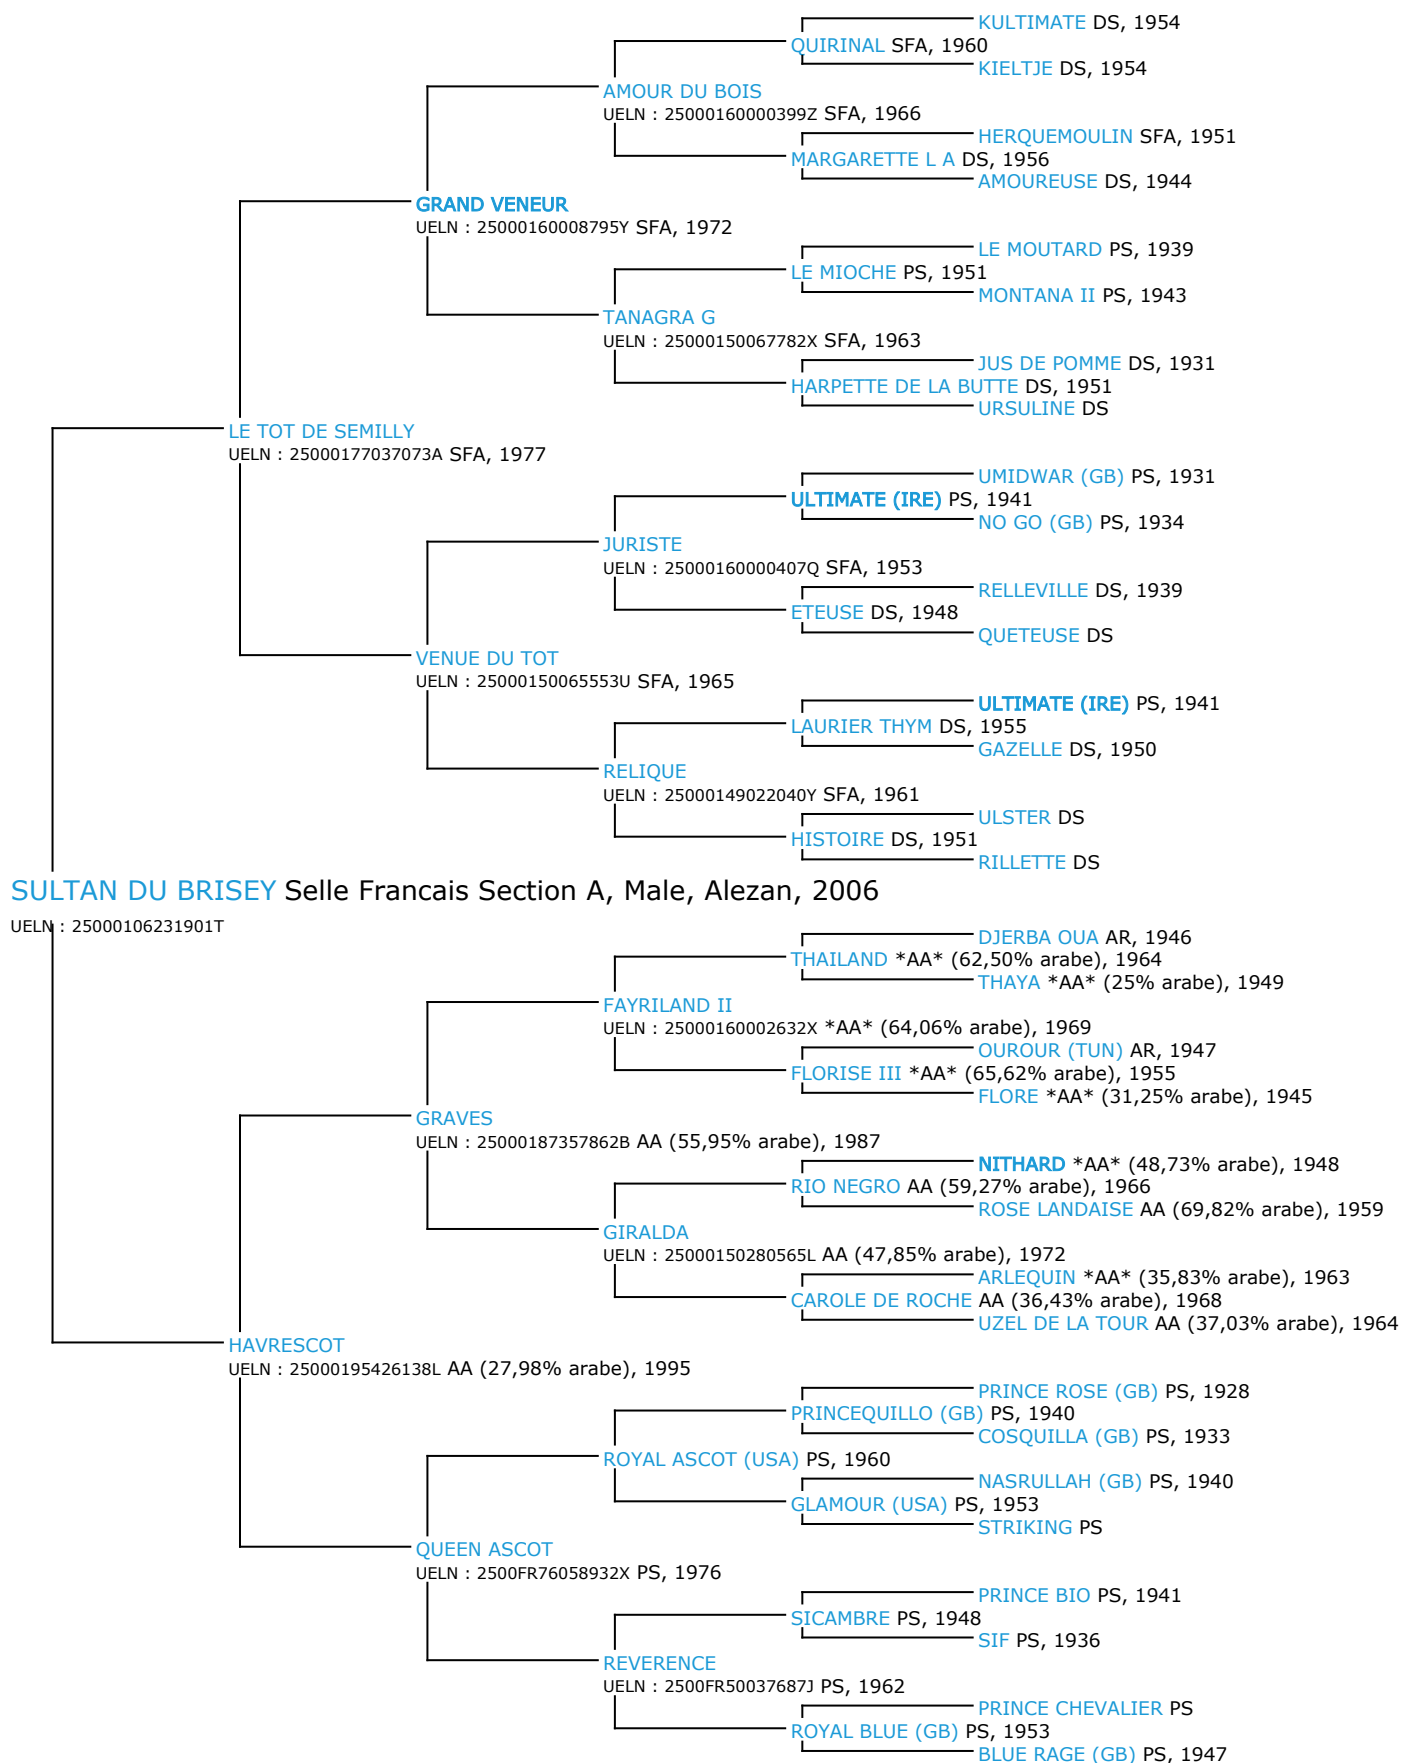 KULTIMATE DS, 1954
QUIRINAL SFA, 1960
KIELTJE DS, 1954
AMOUR DU BOIS
UELN : 25000160000399Z SFA, 1966
HERQUEMOULIN SFA, 1951
MARGARETTE L A DS, 1956
AMOUREUSE DS, 1944
GRAND VENEUR
UELN : 25000160008795Y SFA, 1972
LE MOUTARD PS, 1939
LE MIOCHE PS, 1951
MONTANA II PS, 1943
TANAGRA G
UELN : 25000150067782X SFA, 1963
JUS DE POMME DS, 1931
HARPETTE DE LA BUTTE DS, 1951
URSULINE DS
LE TOT DE SEMILLY
UELN : 25000177037073A SFA, 1977
UMIDWAR (GB) PS, 1931
ULTIMATE (IRE) PS, 1941
NO GO (GB) PS, 1934
JURISTE
UELN : 25000160000407Q SFA, 1953
RELLEVILLE DS, 1939
ETEUSE DS, 1948
QUETEUSE DS
VENUE DU TOT
UELN : 25000150065553U SFA, 1965
ULTIMATE (IRE) PS, 1941
LAURIER THYM DS, 1955
GAZELLE DS, 1950
RELIQUE
UELN : 25000149022040Y SFA, 1961
ULSTER DS
HISTOIRE DS, 1951
RILLETTE DS
SULTAN DU BRISEY Selle Francais Section A, Male, Alezan, 2006
UELN : 25000106231901T
DJERBA OUA AR, 1946
THAILAND *AA* (62,50% arabe), 1964
THAYA *AA* (25% arabe), 1949
FAYRILAND II
UELN : 25000160002632X *AA* (64,06% arabe), 1969
OUROUR (TUN) AR, 1947
FLORISE III *AA* (65,62% arabe), 1955
FLORE *AA* (31,25% arabe), 1945
GRAVES
UELN : 25000187357862B AA (55,95% arabe), 1987
NITHARD *AA* (48,73% arabe), 1948
RIO NEGRO AA (59,27% arabe), 1966
ROSE LANDAISE AA (69,82% arabe), 1959
GIRALDA
UELN : 25000150280565L AA (47,85% arabe), 1972
ARLEQUIN *AA* (35,83% arabe), 1963
CAROLE DE ROCHE AA (36,43% arabe), 1968
UZEL DE LA TOUR AA (37,03% arabe), 1964
HAVRESCOT
UELN : 25000195426138L AA (27,98% arabe), 1995
PRINCE ROSE (GB) PS, 1928
PRINCEQUILLO (GB) PS, 1940
COSQUILLA (GB) PS, 1933
ROYAL ASCOT (USA) PS, 1960
NASRULLAH (GB) PS, 1940
GLAMOUR (USA) PS, 1953
STRIKING PS
QUEEN ASCOT
UELN : 2500FR76058932X PS, 1976
PRINCE BIO PS, 1941
SICAMBRE PS, 1948
SIF PS, 1936
REVERENCE
UELN : 2500FR50037687J PS, 1962
PRINCE CHEVALIER PS
ROYAL BLUE (GB) PS, 1953
BLUE RAGE (GB) PS, 1947